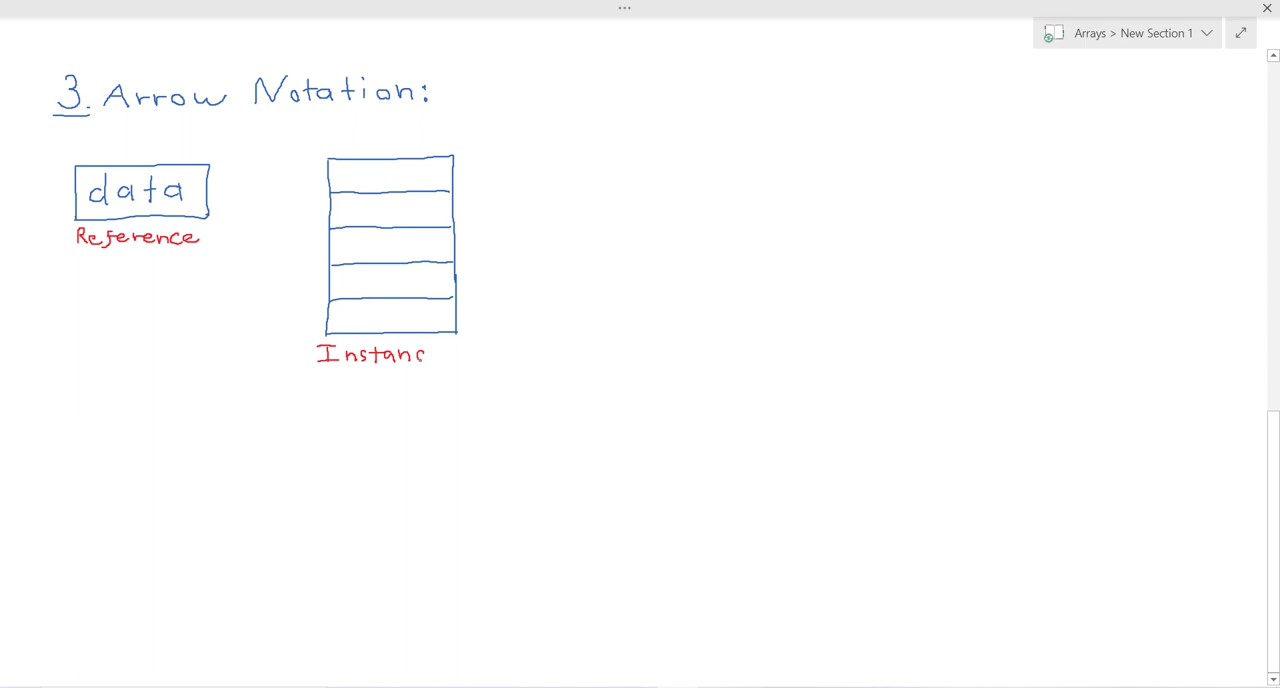 Arrays > New Section 1
3. Arrow Notation:
data
Reference
Instanc